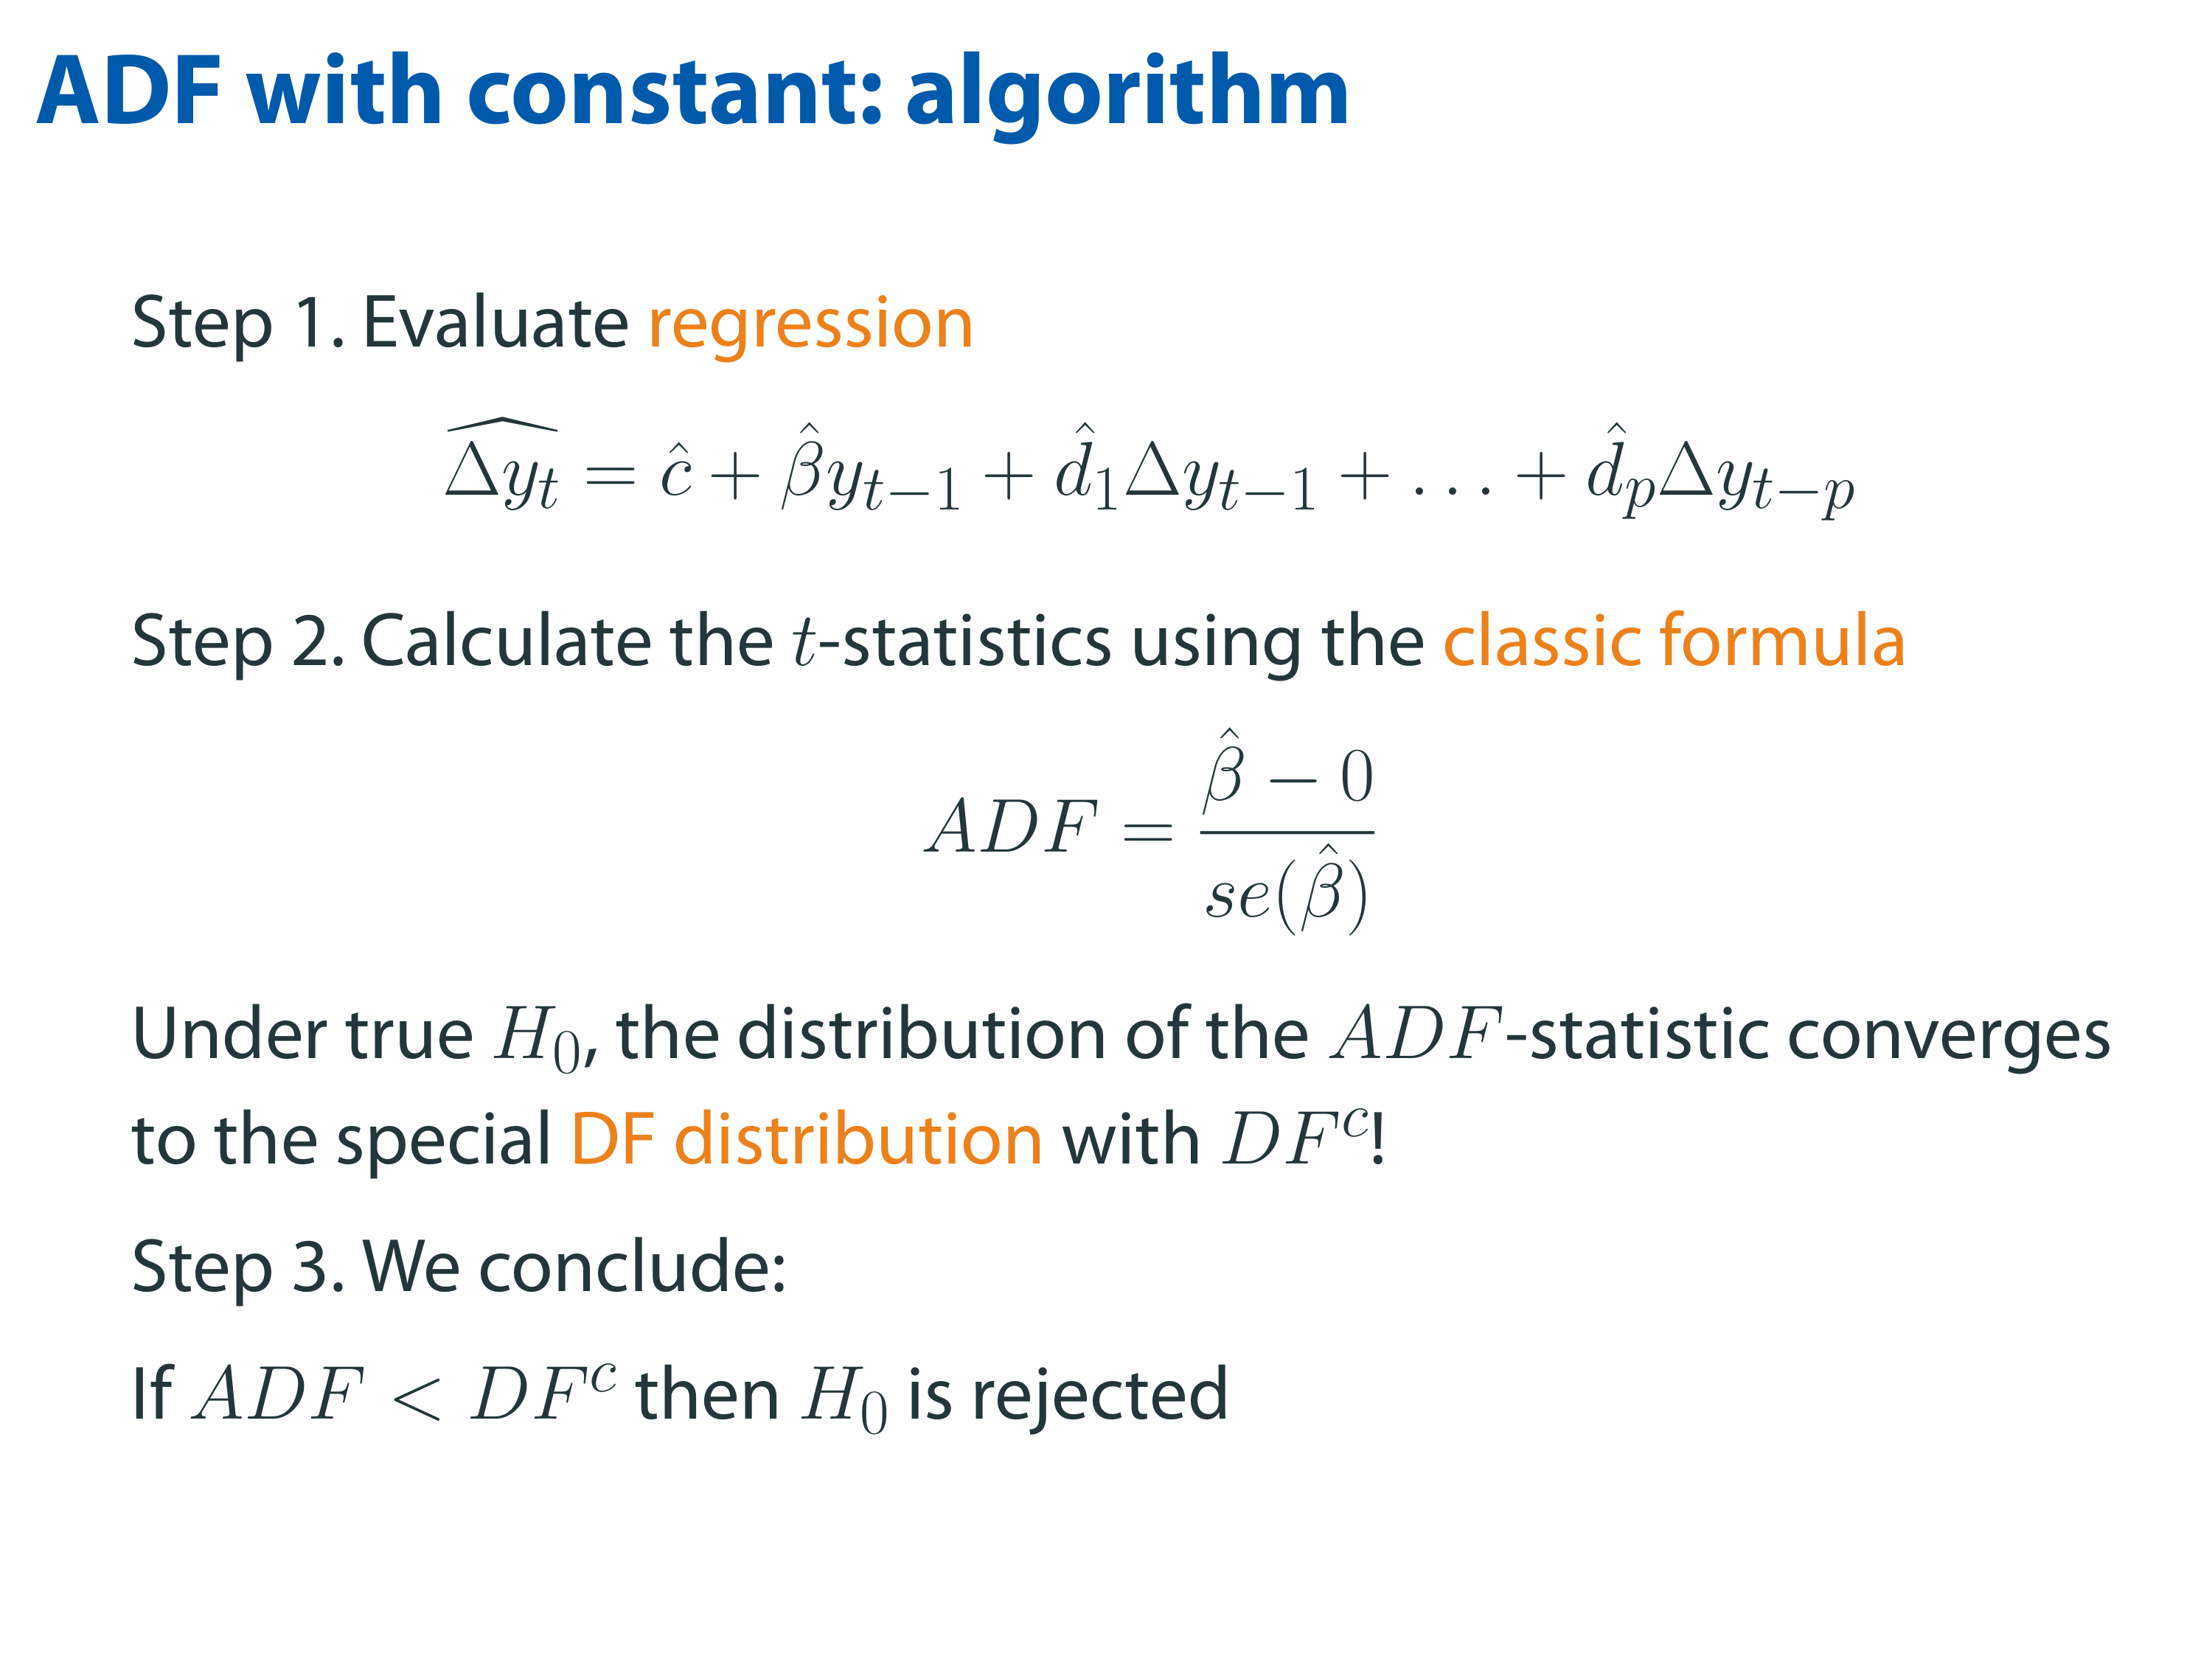 ADF with constant: algorithm
Step 1. Evaluate regression
$\widehat{\Delta y_t} = \hat{c} + \hat{\beta} y_{t-1} + \hat{d}_1 \Delta y_{t-1} + \ldots + \hat{d}_p \Delta y_{t-p}$
Step 2. Calculate the $t$-statistics using the classic formula
$ADF = \frac{\hat{\beta} - 0}{se(\hat{\beta})}$
Under true $H_0$, the distribution of the $ADF$-statistic converges
to the special DF distribution with $DF^c$!
Step 3. We conclude:
If $ADF < DF^c$ then $H_0$ is rejected